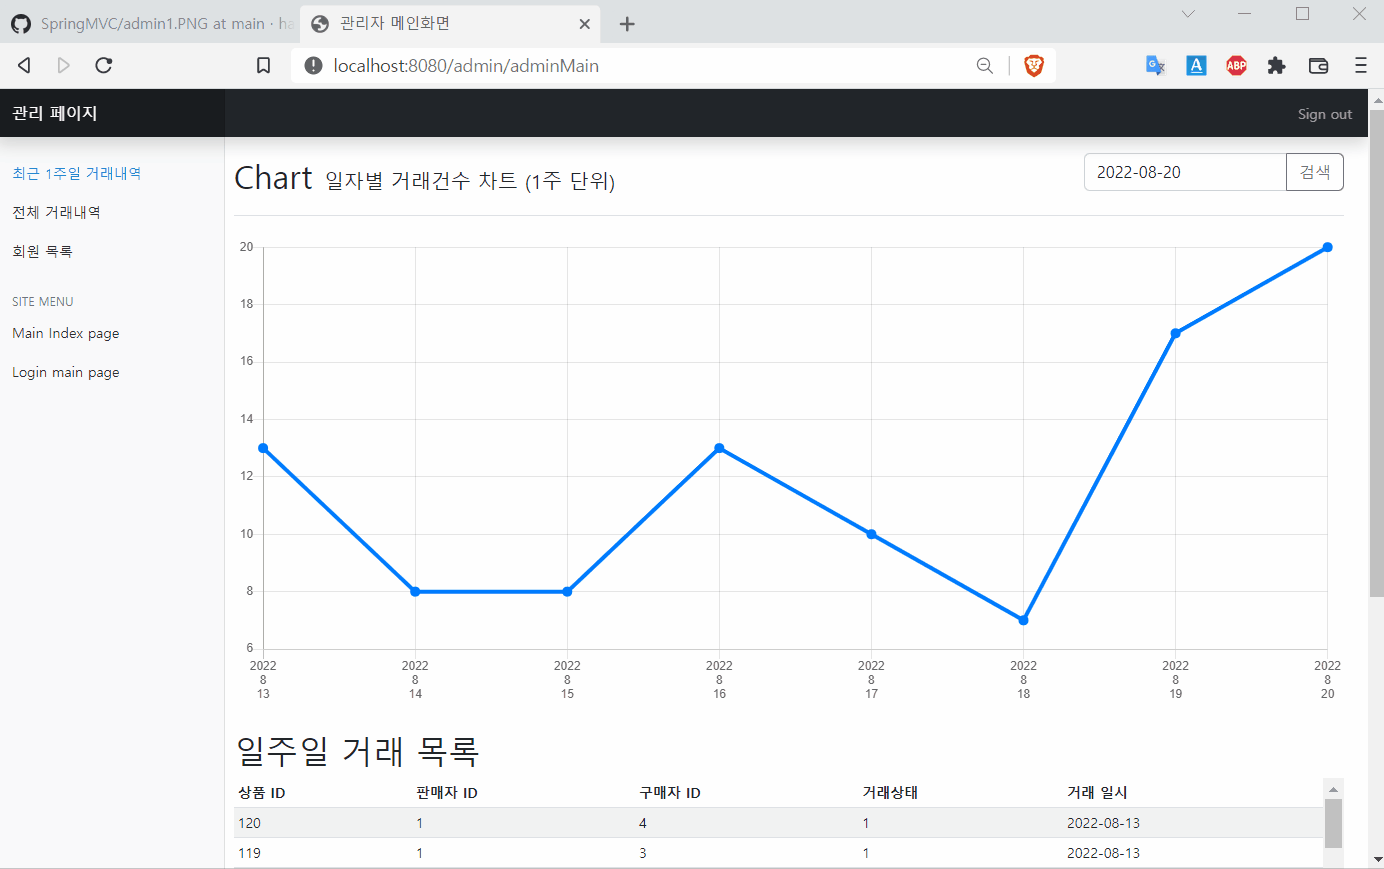 SpringMVC/admin1.PNG at main · ha
관리자 메인화면
localhost:8080/admin/adminMain
ABP
관리 페이지
Sign out
최근 1주일 거래내역
전체 거래내역
회원 목록
SITE MENU
Main Index page
Login main page
Chart 일자별 거래건수 차트 (1주 단위)
2022-08-20 검색
20
18
16
14
12
10
8
6
2022 8 13
2022 8 14
2022 8 15
2022 8 16
2022 8 17
2022 8 18
2022 8 19
2022 8 20
일주일 거래 목록
상품 ID 판매자 ID 구매자 ID 거래상태 거래 일시
120 1 4 1 2022-08-13
119 1 3 1 2022-08-13